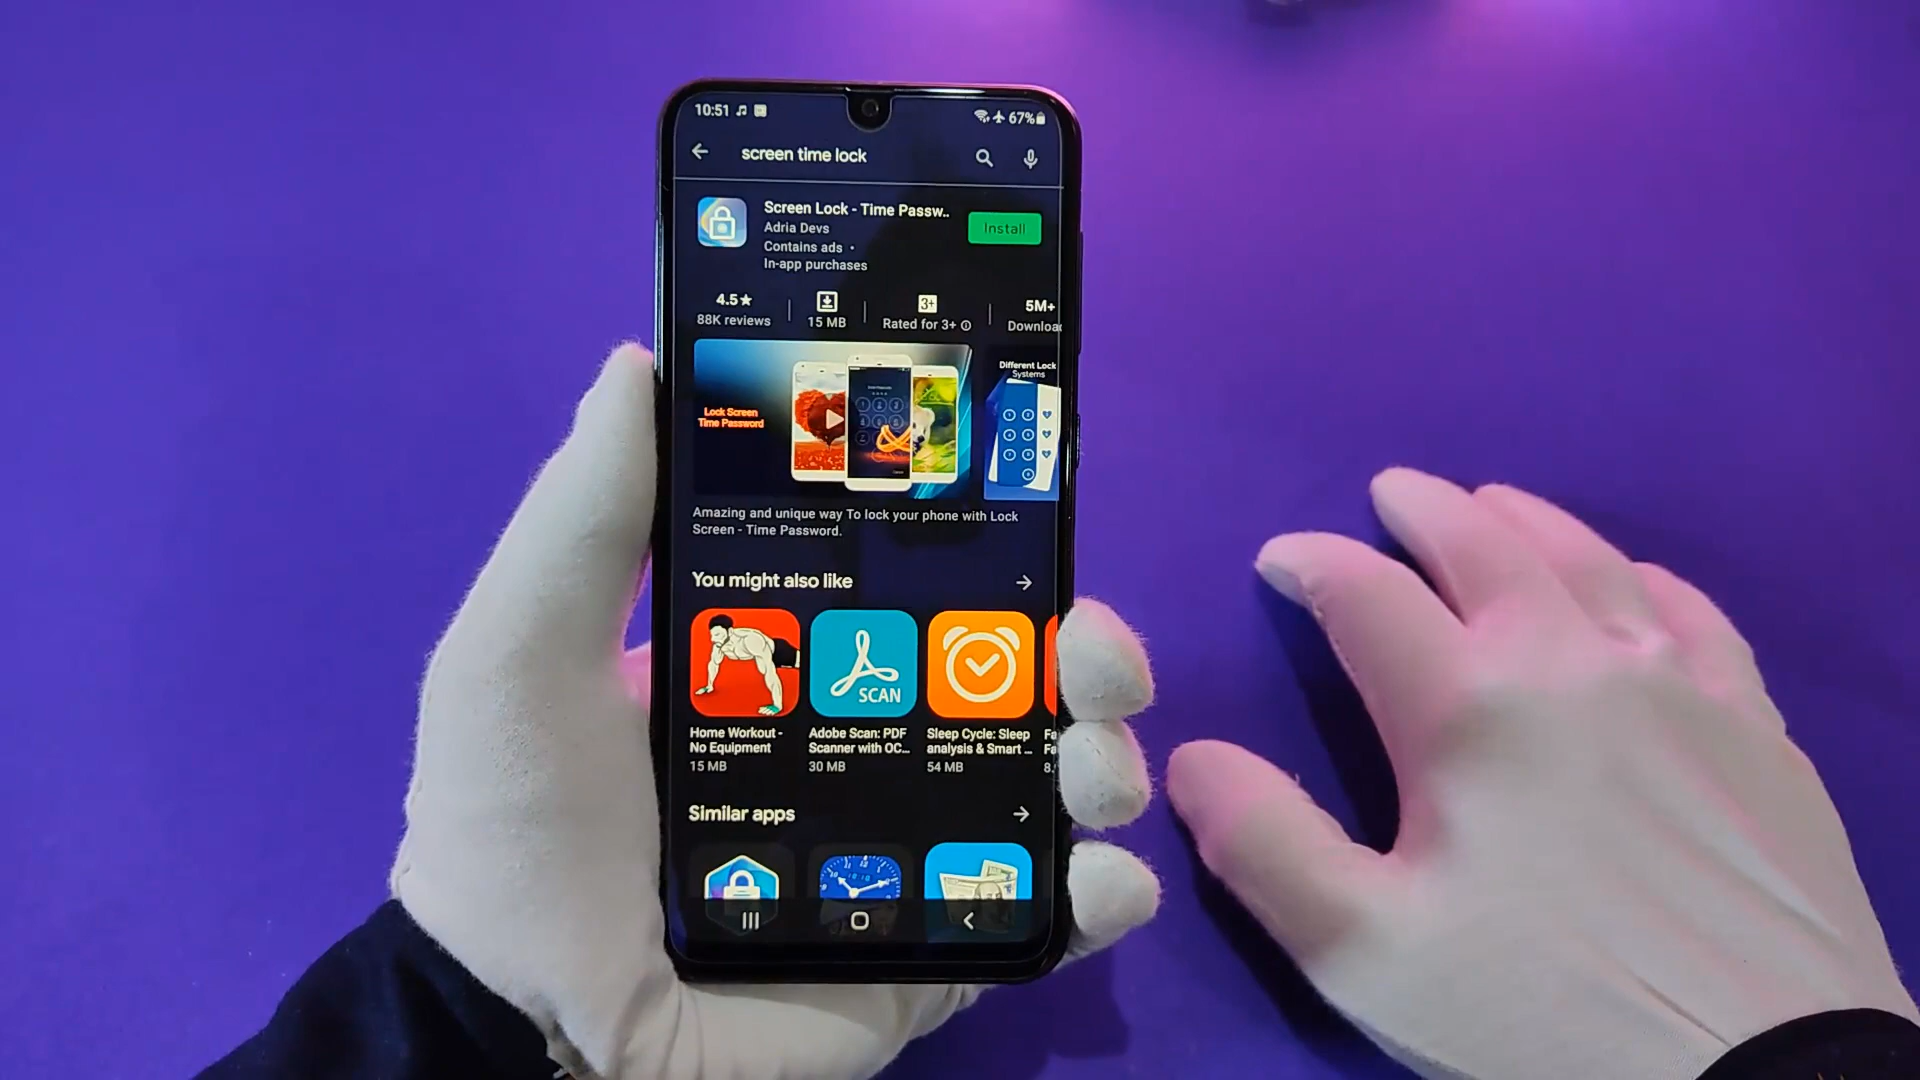 10:51
67%
screen time lock
Screen Lock - Time Passw..
Adria Devs
Contains ads •
In-app purchases
Install
4.5★
88K reviews
15 MB
3+
Rated for 3+
5M+
Downloa
Lock Screen
Time Password
Different Lock
Systems
Amazing and unique way To lock your phone with Lock
Screen - Time Password.
You might also like
SCAN
Home Workout -
No Equipment
15 MB
Adobe Scan: PDF
Scanner with OC...
30 MB
Sleep Cycle: Sleep
analysis & Smart ...
54 MB
Fa
Fa
8.
Similar apps